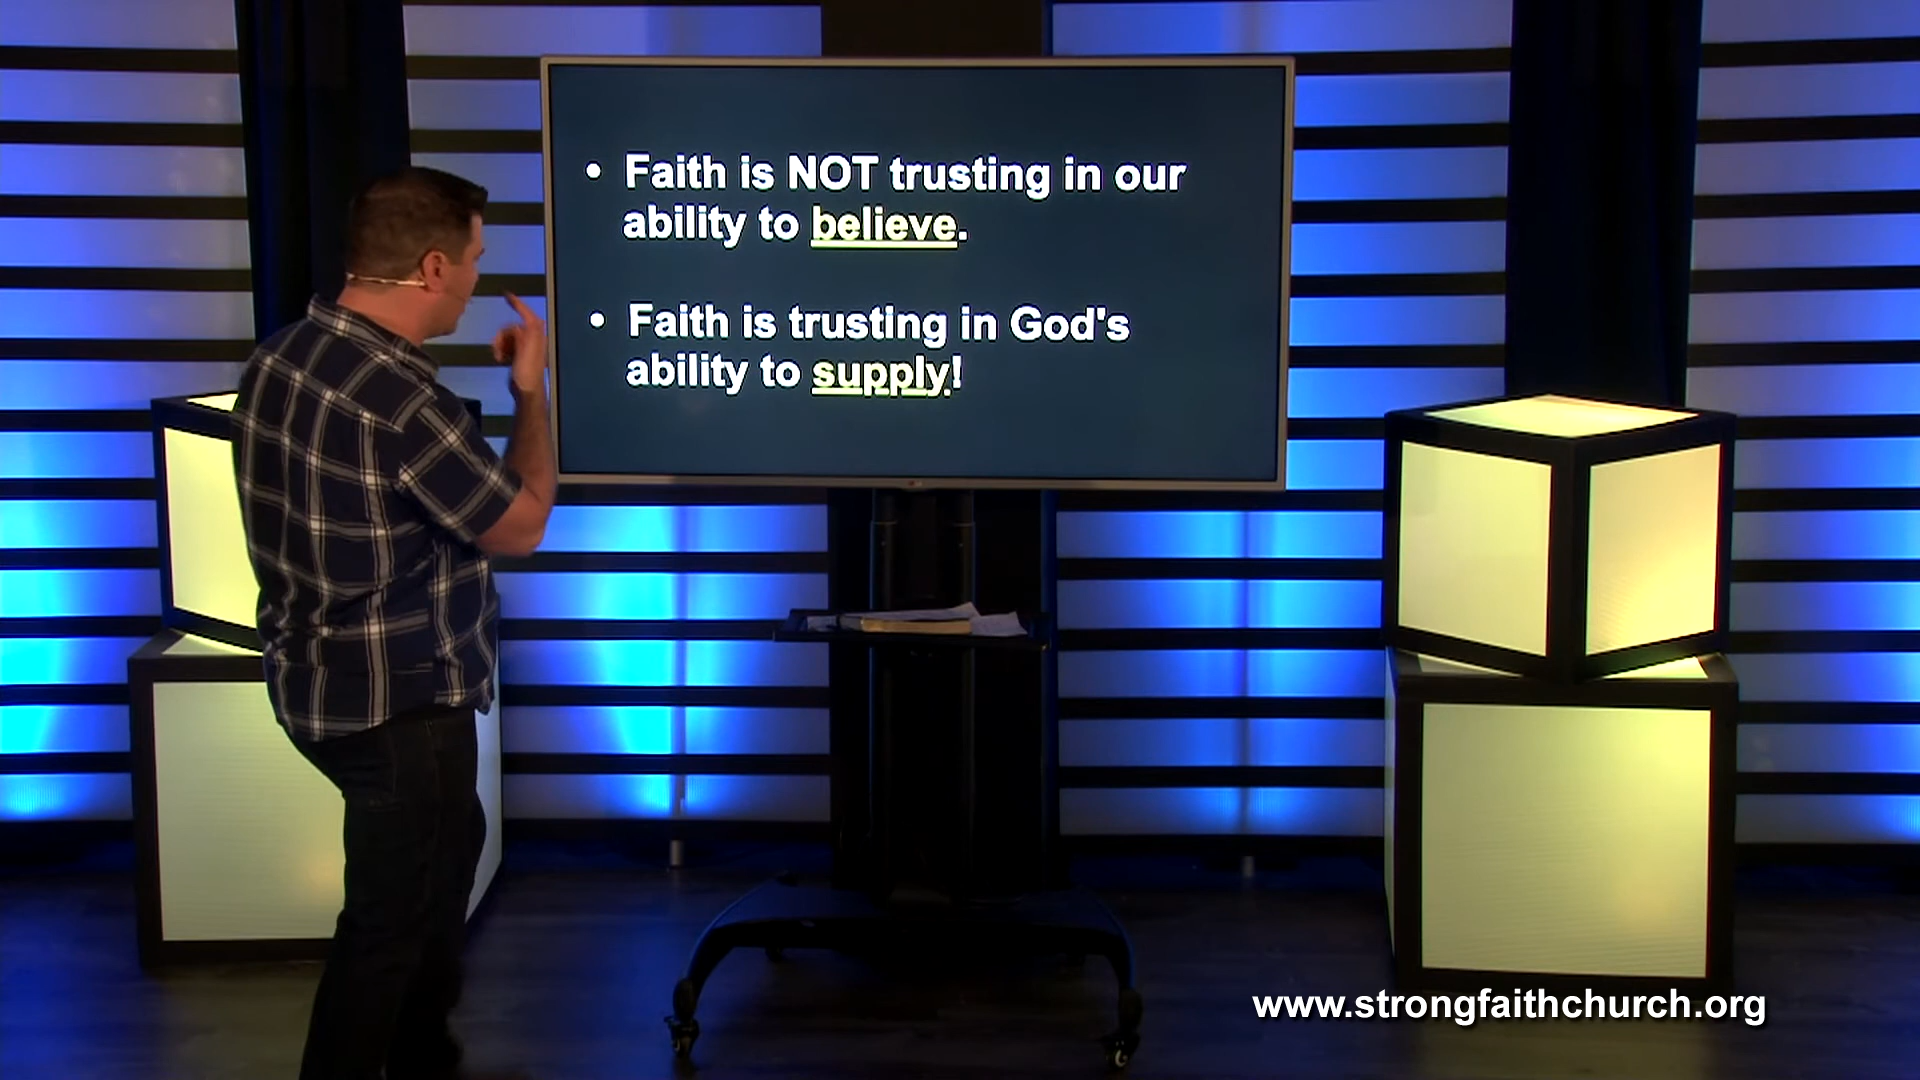 • Faith is NOT trusting in our
ability to believe.
• Faith is trusting in God's
ability to supply!
www.strongfaithchurch.org